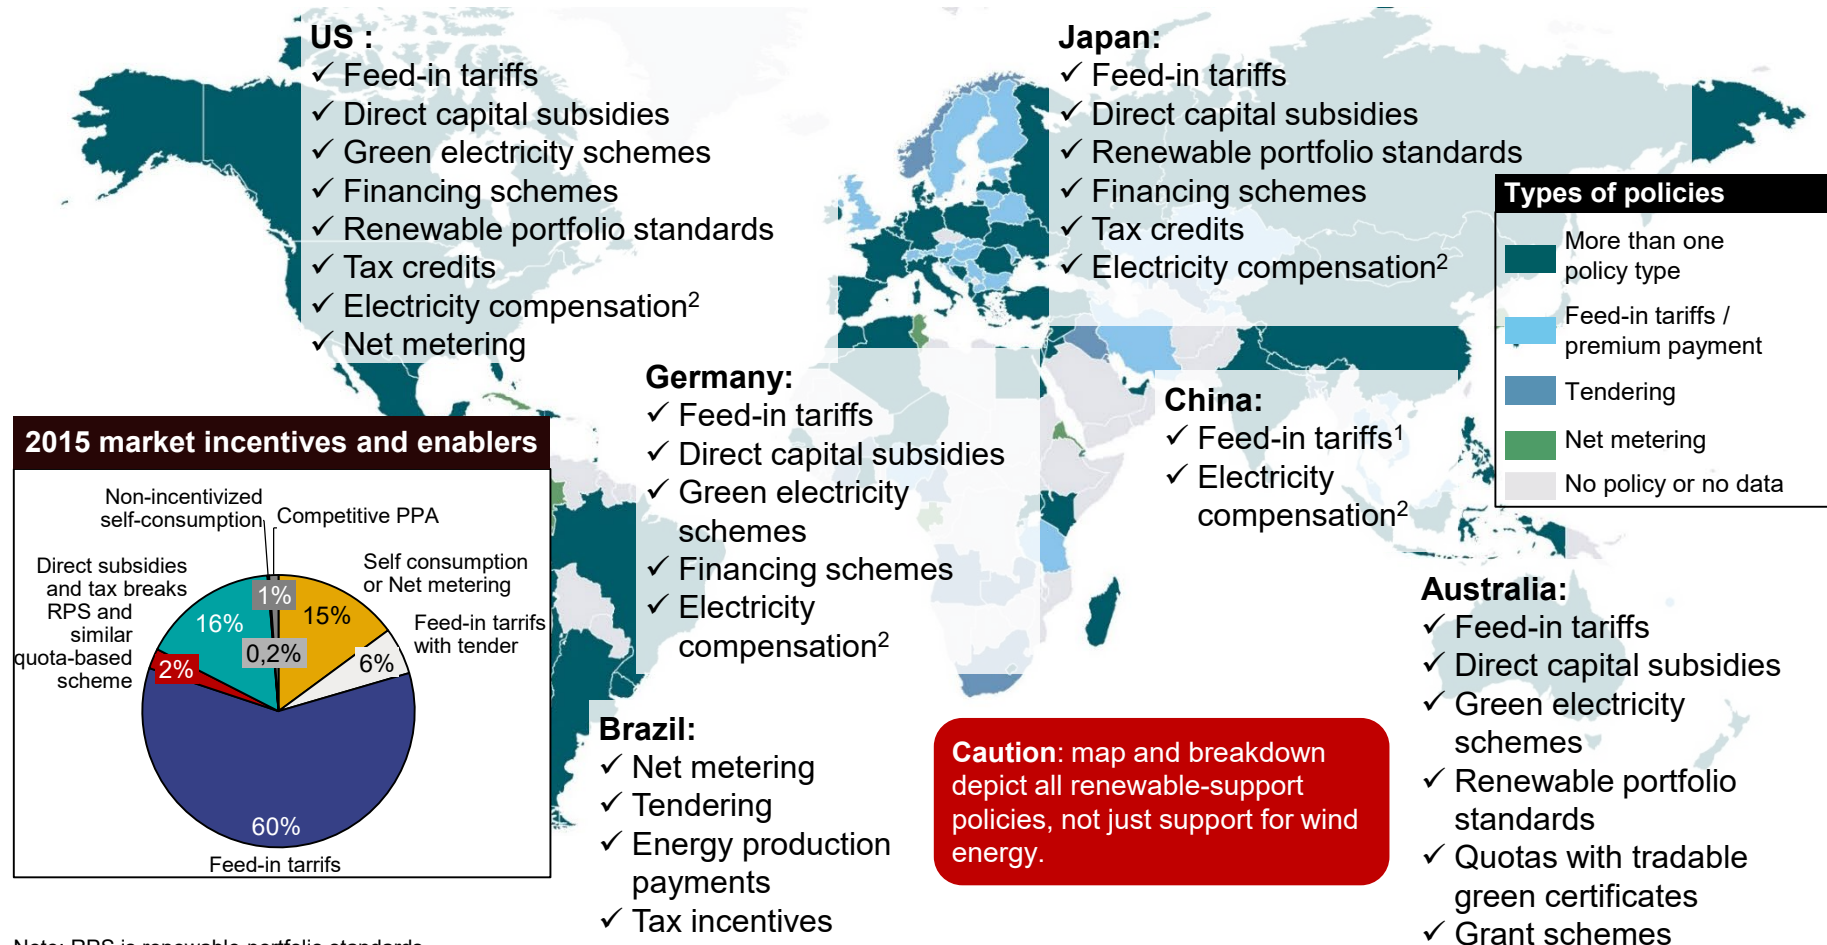 US :
✓ Feed-in tariffs
✓ Direct capital subsidies
✓ Green electricity schemes
✓ Financing schemes
✓ Renewable portfolio standards
✓ Tax credits
✓ Electricity compensation²
✓ Net metering
Japan:
✓ Feed-in tariffs
✓ Direct capital subsidies
✓ Renewable portfolio standards
✓ Financing schemes
✓ Tax credits
✓ Electricity compensation²
Types of policies
More than one
policy type
Feed-in tariffs /
premium payment
Tendering
Net metering
No policy or no data
Germany:
✓ Feed-in tariffs
✓ Direct capital subsidies
✓ Green electricity
schemes
✓ Financing schemes
✓ Electricity
compensation²
China:
✓ Feed-in tariffs¹
✓ Electricity
compensation²
2015 market incentives and enablers
Non-incentivized
self-consumption
Competitive PPA
Direct subsidies
and tax breaks
RPS and
similar
quota-based
scheme
Self consumption
or Net metering
Feed-in tarrifs
with tender
1%
16%
15%
0,2%
2%
6%
60%
Feed-in tarrifs
Brazil:
✓ Net metering
✓ Tendering
✓ Energy production
payments
✓ Tax incentives
Caution: map and breakdown
depict all renewable-support
policies, not just support for wind
energy.
Australia:
✓ Feed-in tariffs
✓ Direct capital subsidies
✓ Green electricity
schemes
✓ Renewable portfolio
standards
✓ Quotas with tradable
green certificates
✓ Grant schemes
Note: RPS is renewable portfolio standards